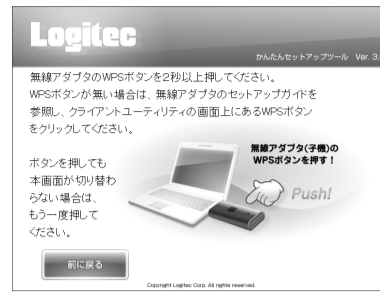 Logitec
かんたんセットアップツール Ver. 3.
無線アダプタのWPSボタンを2秒以上押してください。
WPSボタンが無い場合は、無線アダプタのセットアップガイドを
参照し、クライアントユーティリティの画面上にあるWPSボタン
をクリックしてください。
ボタンを押しても
本画面が切り替わ
らない場合は、
もう一度押して
ください。
無線アダプタ(子機)の
WPSボタンを押す！
Push!
前に戻る
Copyright Logitec Corp. All rights reserved.